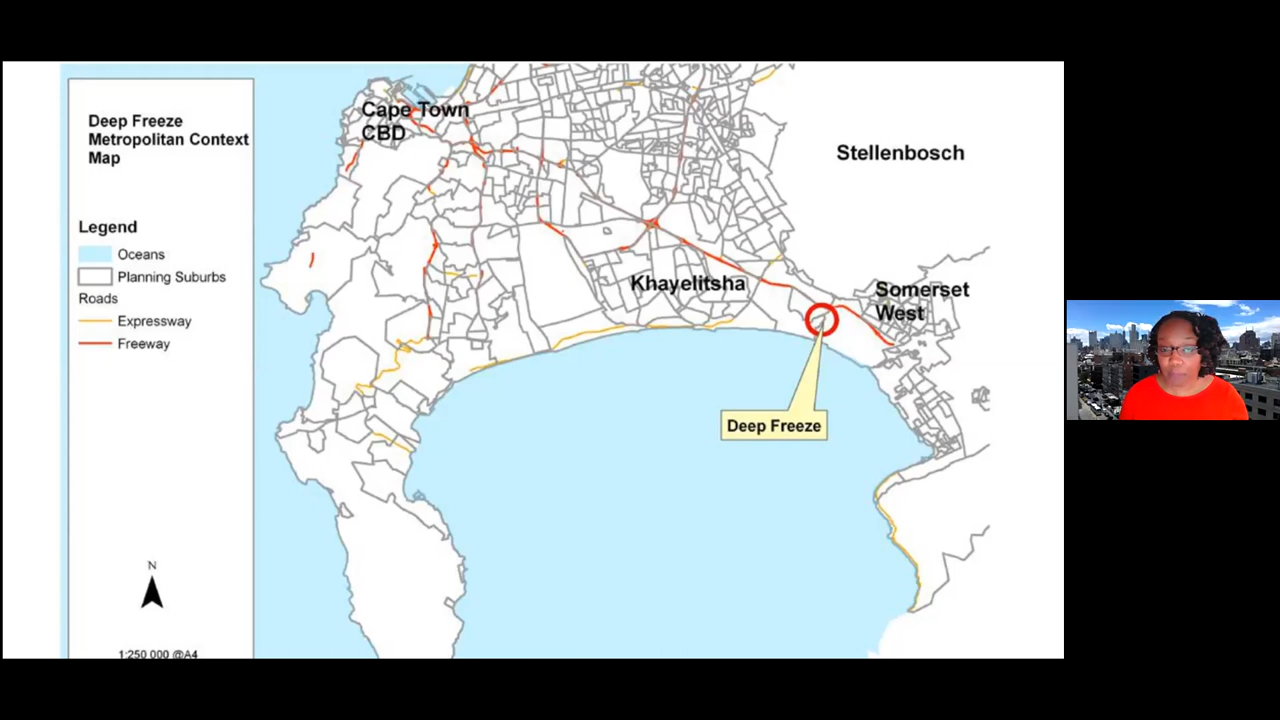 Deep Freeze
Metropolitan Context
Map
Legend
Oceans
Planning Suburbs
Roads
Expressway
Freeway
N
1:250 000 @A4
Cape Town
CBD
Stellenbosch
Khayelitsha
Somerset
West
Deep Freeze